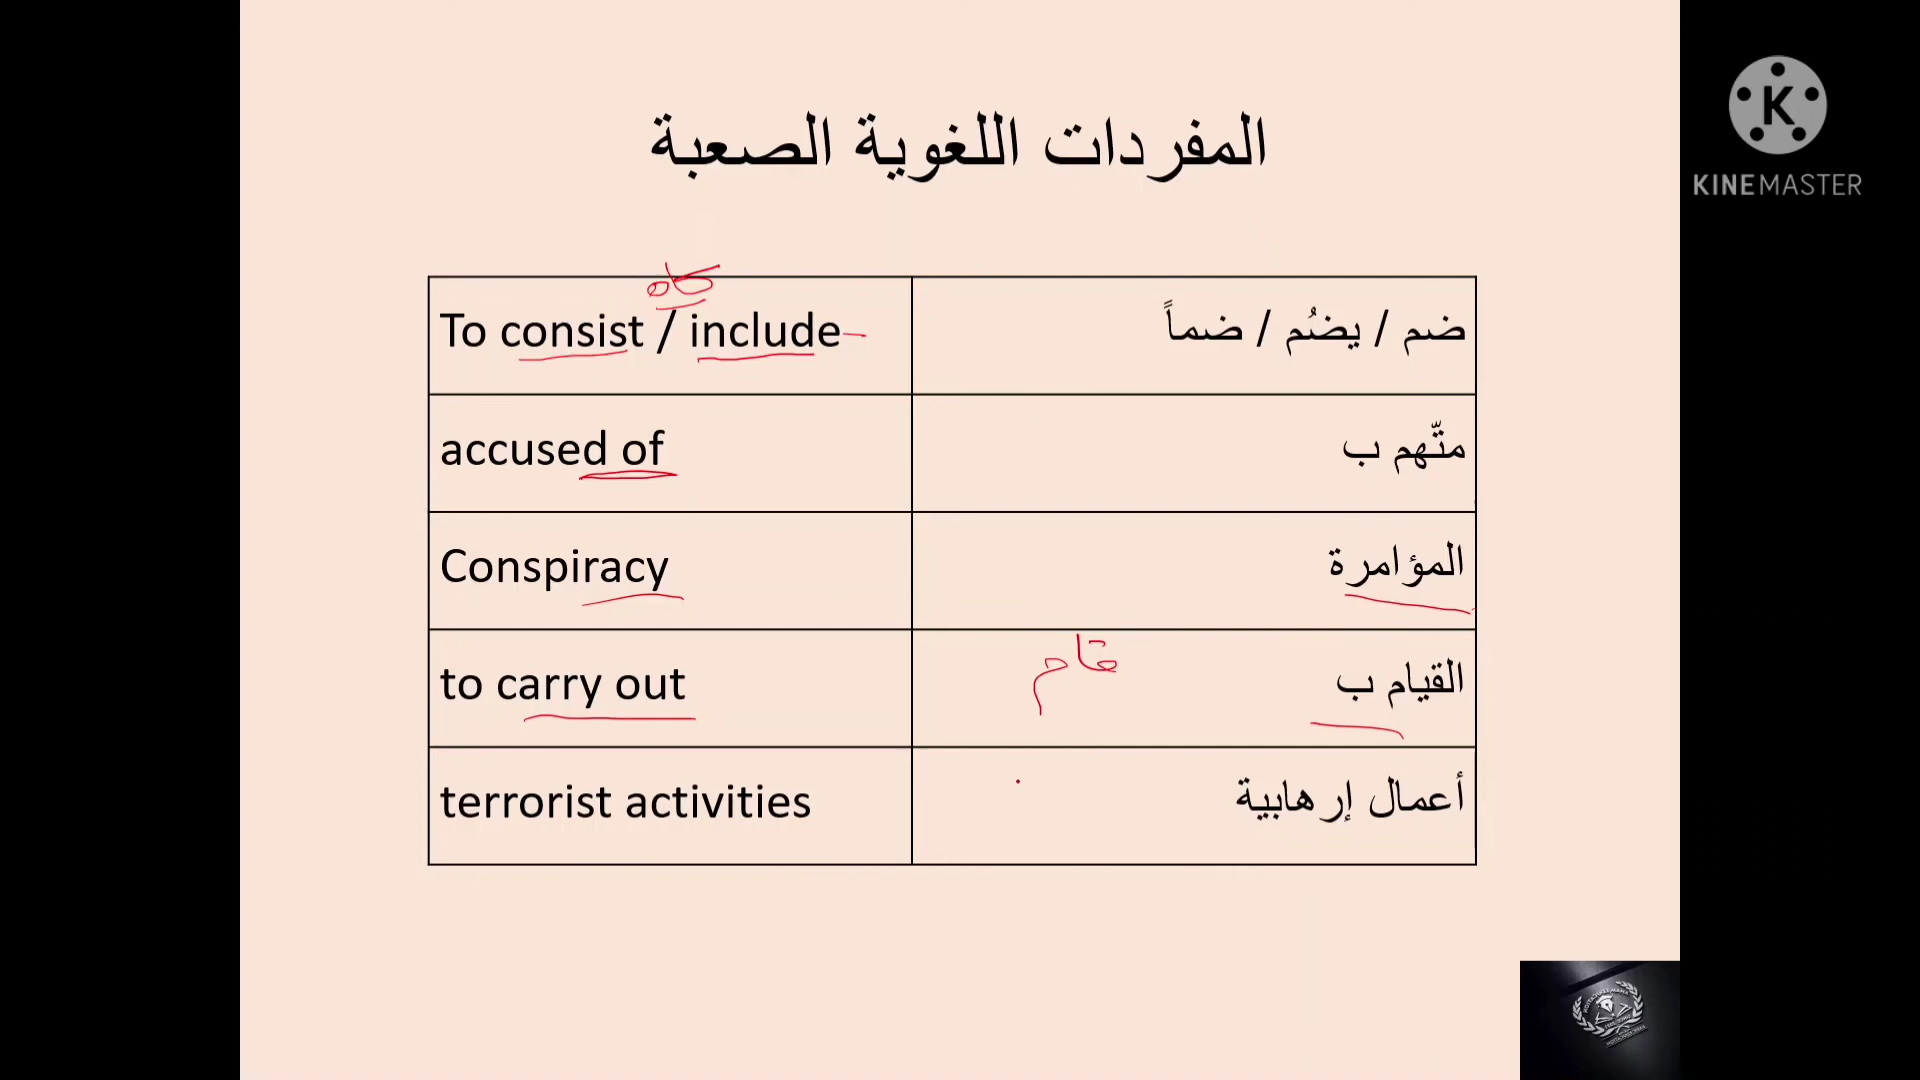 المفردات اللغوية الصعبة
To consist / include
ضم / يضُم / ضماً
accused of
متّهم ب
Conspiracy
المؤامرة
to carry out
القيام ب
قام
terrorist activities
أعمال إرهابية
K
KINEMASTER